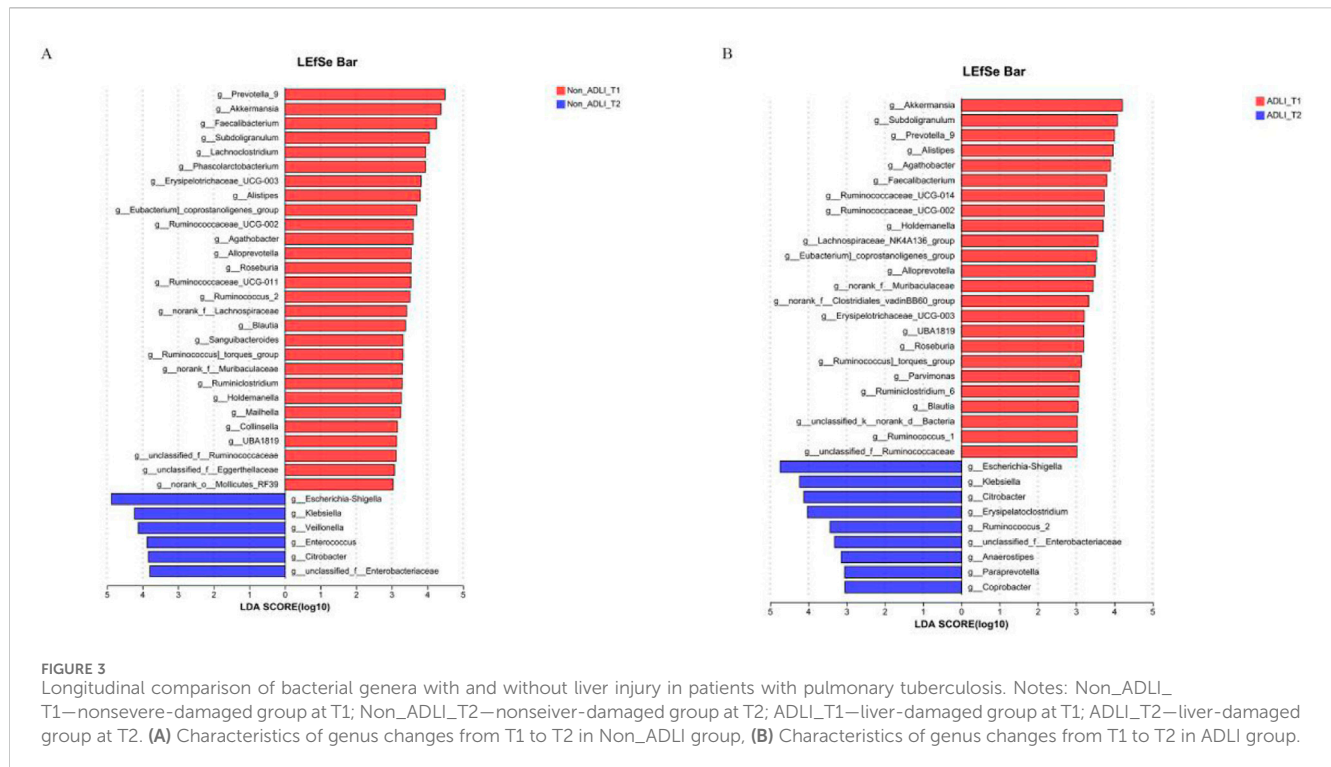 A
LEfSe Bar
Non_ADLI_T1
Non_ADLI_T2
g__Prevotella_9
g__Akkermansia
g__Faecalibacterium
g__Subdoligranulum
g__Lachnoclostridium
g__Phascolarctobacterium
g__Erysipelotrichaceae_UCG-003
g__Alistipes
g__Eubacterium]_coprostanoligenes_group
g__Ruminococcaceae_UCG-002
g__Agathobacter
g__Alloprevotella
g__Roseburia
g__Ruminococcaceae_UCG-011
g__Ruminococcus_2
g__norank_f__Lachnospiraceae
g__Blautia
g__Sanguibacteroides
g__Ruminococcus]_torques_group
g__norank_f__Muribaculaceae
g__Ruminiclostridium
g__Holdemanella
g__Mailhella
g__Collinsella
g__UBA1819
g__unclassified_f__Ruminococcaceae
g__unclassified_f__Eggerthellaceae
g__norank_o__Mollicutes_RF39
g__Escherichia-Shigella
g__Klebsiella
g__Veillonella
g__Enterococcus
g__Citrobacter
g__unclassified_f__Enterobacteriaceae
5 4 3 2 1 0 1 2 3 4 5
LDA SCORE(log10)
B
LEfSe Bar
ADLI_T1
ADLI_T2
g__Akkermansia
g__Subdoligranulum
g__Prevotella_9
g__Alistipes
g__Agathobacter
g__Faecalibacterium
g__Ruminococcaceae_UCG-014
g__Ruminococcaceae_UCG-002
g__Holdemanella
g__Lachnospiraceae_NK4A136_group
g__Eubacterium]_coprostanoligenes_group
g__Alloprevotella
g__norank_f__Muribaculaceae
g__norank_f__Clostridiales_vadinBB60_group
g__Erysipelotrichaceae_UCG-003
g__UBA1819
g__Roseburia
g__Ruminococcus]_torques_group
g__Parvimonas
g__Ruminiclostridium_6
g__Blautia
g__unclassified_k__norank_d__Bacteria
g__Ruminococcus_1
g__unclassified_f__Ruminococcaceae
g__Escherichia-Shigella
g__Klebsiella
g__Citrobacter
g__Erysipelatoclostridium
g__Ruminococcus_2
g__unclassified_f__Enterobacteriaceae
g__Anaerostipes
g__Paraprevotella
g__Coprobacter
5 4 3 2 1 0 1 2 3 4 5
LDA SCORE(log10)
FIGURE 3
Longitudinal comparison of bacterial genera with and without liver injury in patients with pulmonary tuberculosis. Notes: Non_ADLI_
T1—nonsevere-damaged group at T1; Non_ADLI_T2—nonseiver-damaged group at T2; ADLI_T1—liver-damaged group at T1; ADLI_T2—liver-damaged
group at T2. (A) Characteristics of genus changes from T1 to T2 in Non_ADLI group, (B) Characteristics of genus changes from T1 to T2 in ADLI group.